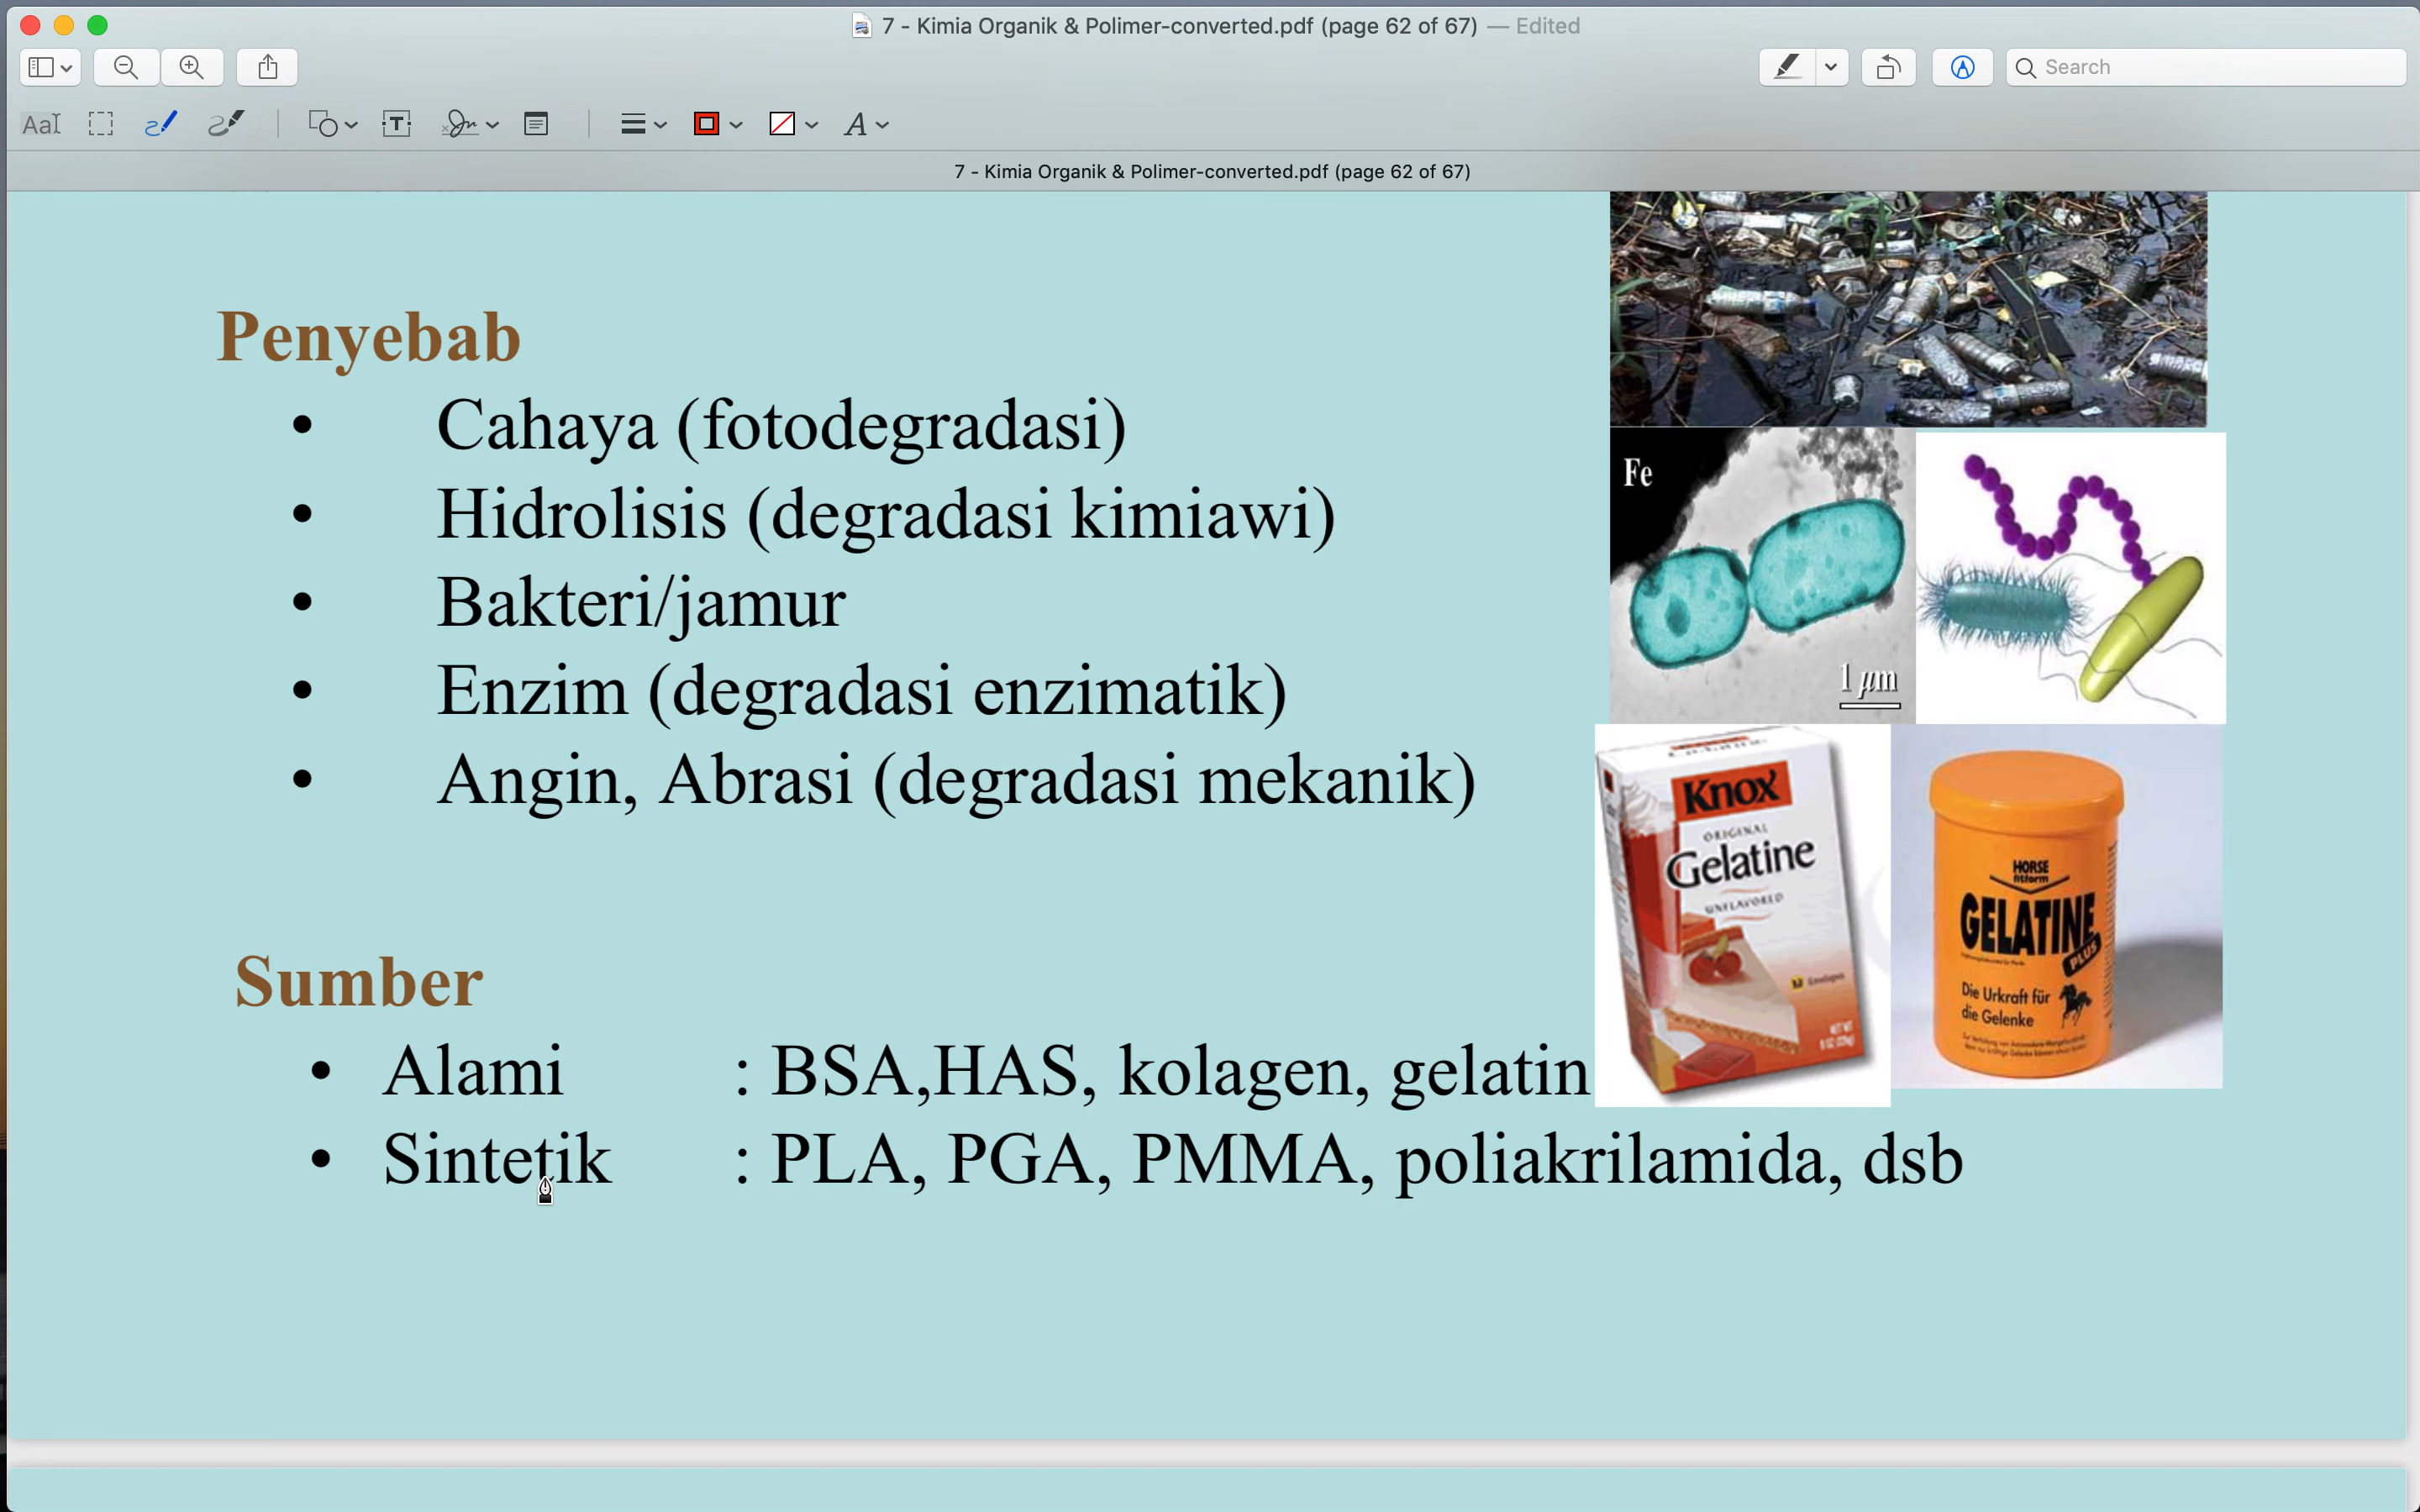 7 - Kimia Organik & Polimer-converted.pdf (page 62 of 67) — Edited
Search
AaI
T
A
7 - Kimia Organik & Polimer-converted.pdf (page 62 of 67)
Penyebab
• Cahaya (fotodegradasi)
• Hidrolisis (degradasi kimiawi)
• Bakteri/jamur
• Enzim (degradasi enzimatik)
• Angin, Abrasi (degradasi mekanik)
Fe
1 µm
Knox
ORIGINAL
Gelatine
UNFLAVORED
HORSE
fitform
GELATINE
PLUS
Die Urkraft für
die Gelenke
Sumber
• Alami : BSA,HAS, kolagen, gelatin
• Sintetik : PLA, PGA, PMMA, poliakrilamida, dsb